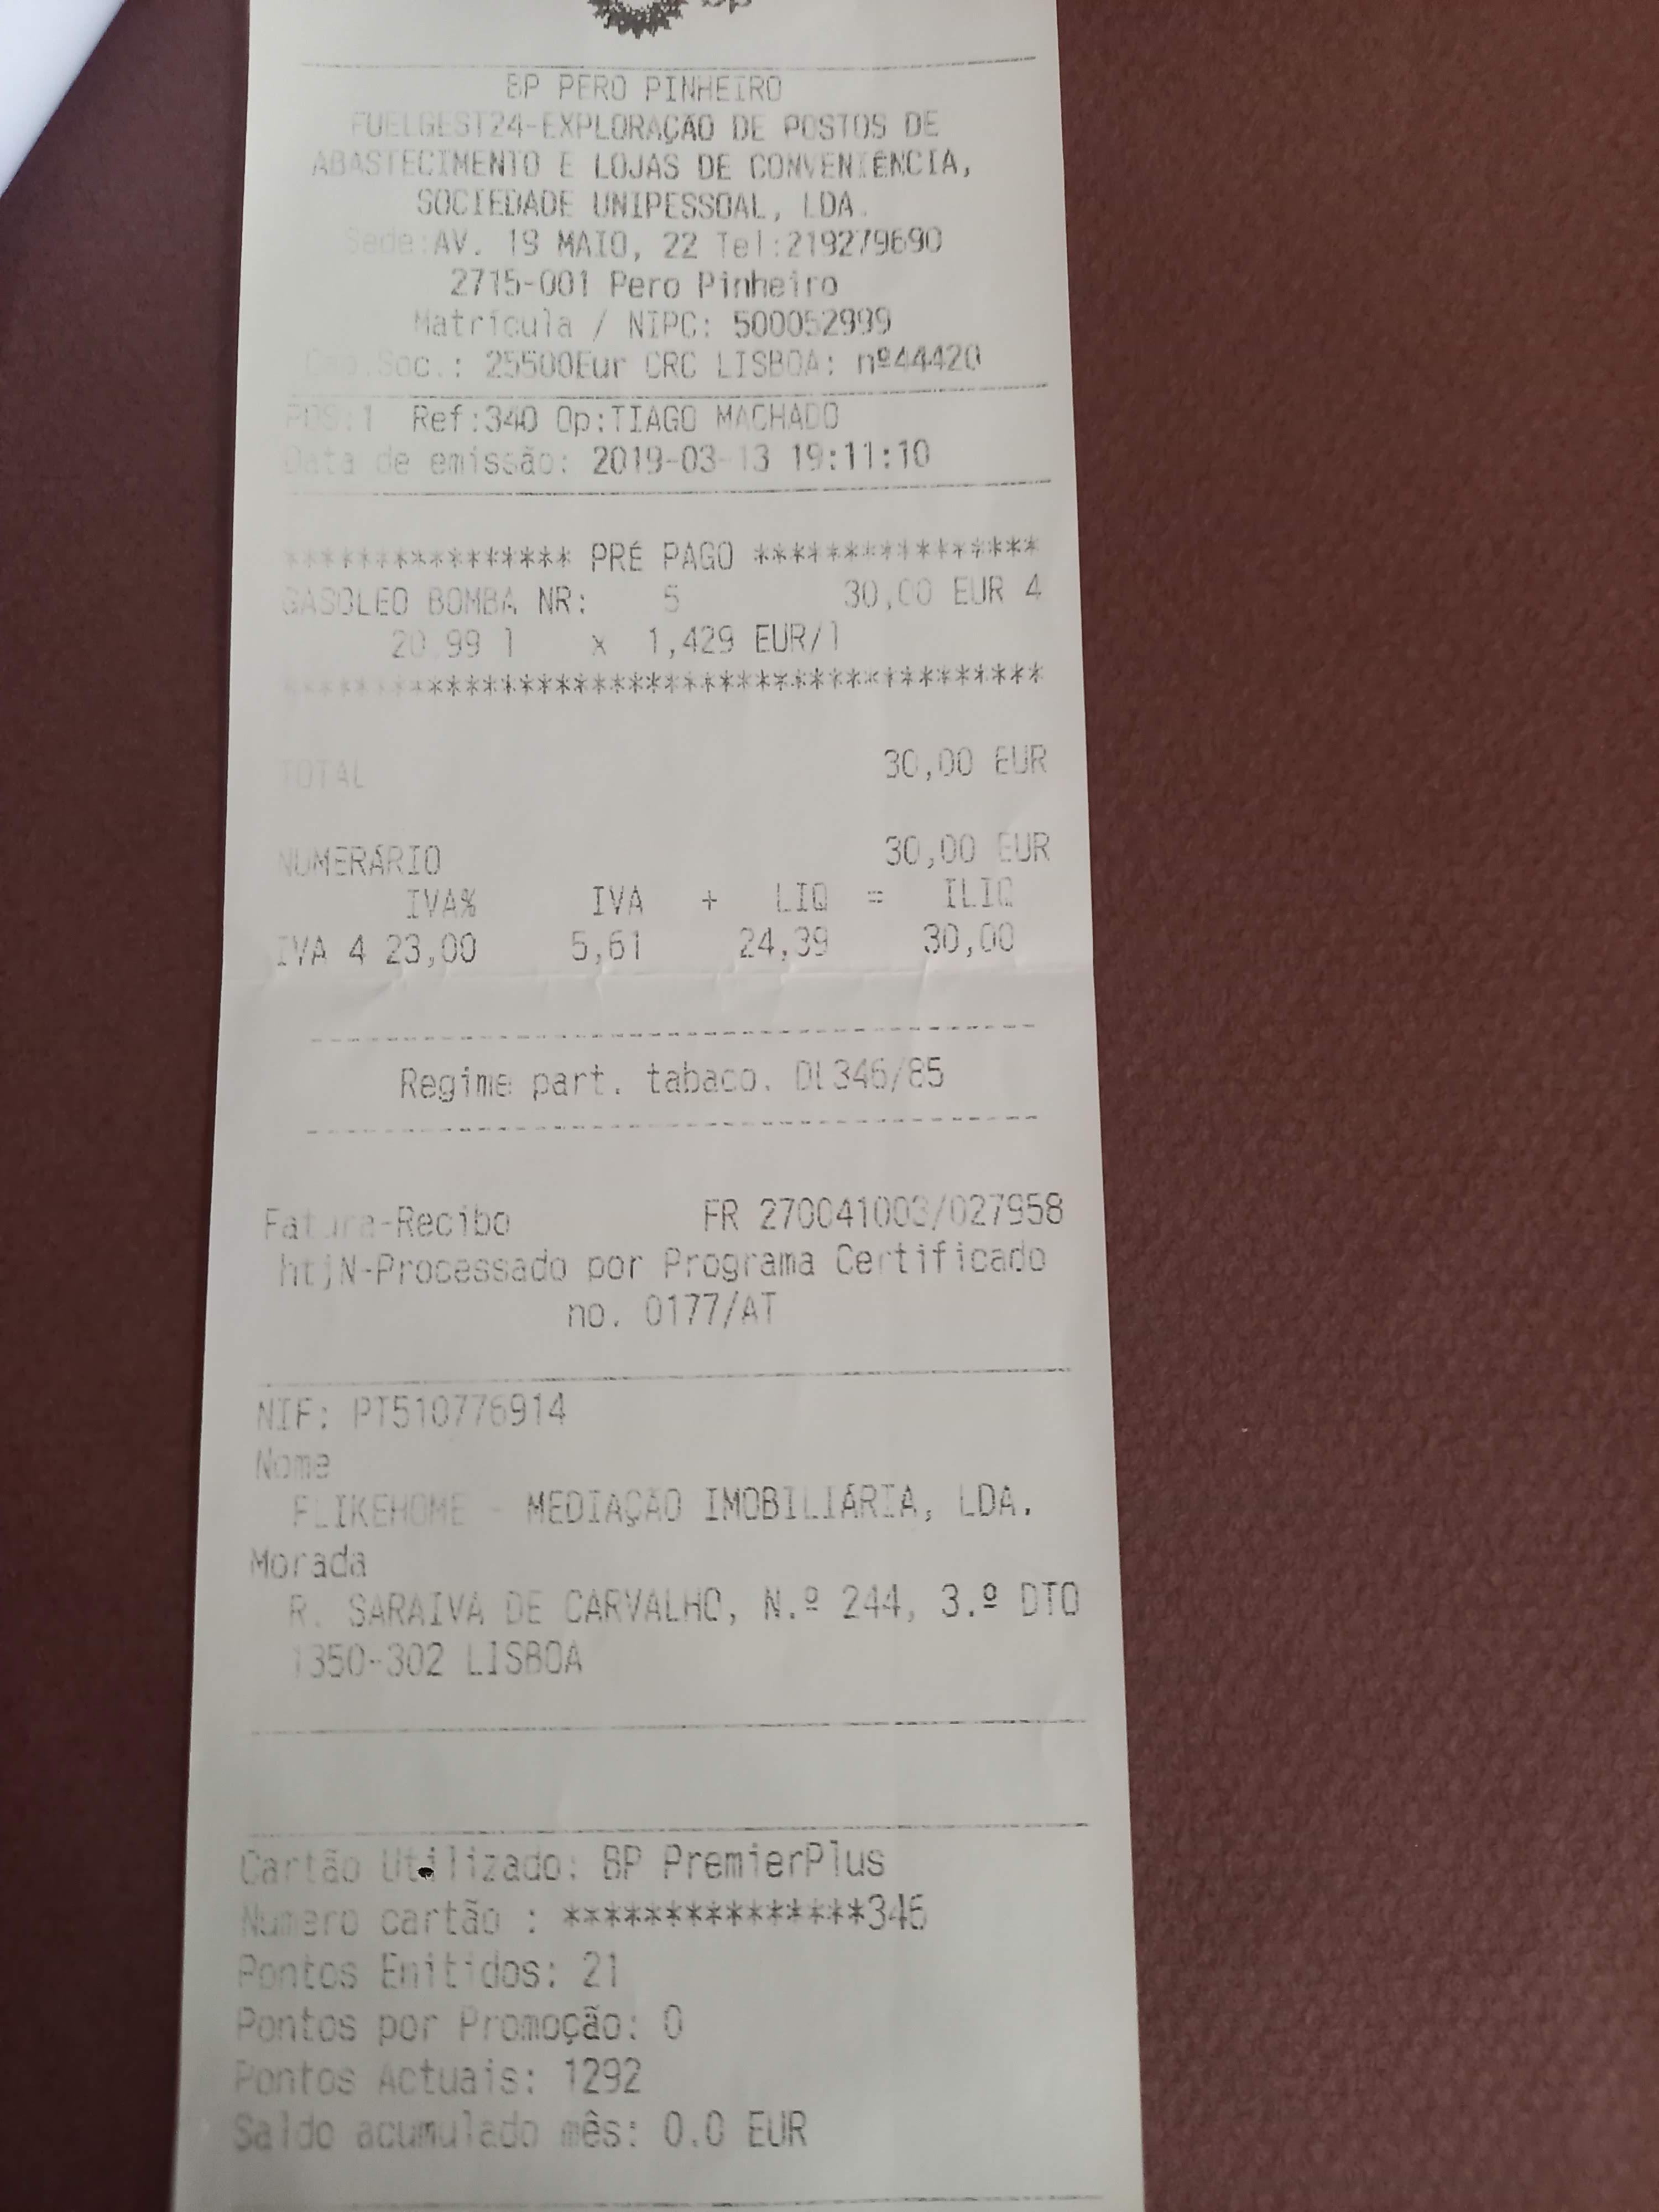 bp
BP PERO PINHEIRO
FUELGEST24-EXPLORAÇÃO DE POSTOS DE
ABASTECIMENTO E LOJAS DE CONVENIÊNCIA,
SOCIEDADE UNIPESSOAL, LDA.
Sede:AV. 19 MAIO, 22 Tel:219279690
2715-001 Pero Pinheiro
Matrícula / NIPC: 500052999
Cap.Soc.: 25500Eur CRC LISBOA: nº44420
POS:1 Ref:340 Op:TIAGO MACHADO
Data de emissão: 2019-03-13 19:11:10
**************** PRÉ PAGO ****************
GASOLEO BOMBA NR: 5 30,00 EUR 4
20,99 l x 1,429 EUR/l
******************************************
TOTAL 30,00 EUR
NUMERÁRIO 30,00 EUR
IVA% IVA + LIQ = ILIQ
IVA 4 23,00 5,61 24,39 30,00
Regime part. tabaco. DL346/85
Fatura-Recibo FR 270041003/027958
htjN-Processado por Programa Certificado
no. 0177/AT
NIF: PT510776914
Nome
FLIKEHOME - MEDIAÇÃO IMOBILIÁRIA, LDA.
Morada
R. SARAIVA DE CARVALHO, N.º 244, 3.º DTO
1350-302 LISBOA
Cartão Utilizado: BP PremierPlus
Numero cartão : ***************346
Pontos Emitidos: 21
Pontos por Promoção: 0
Pontos Actuais: 1292
Saldo acumulado mês: 0.0 EUR